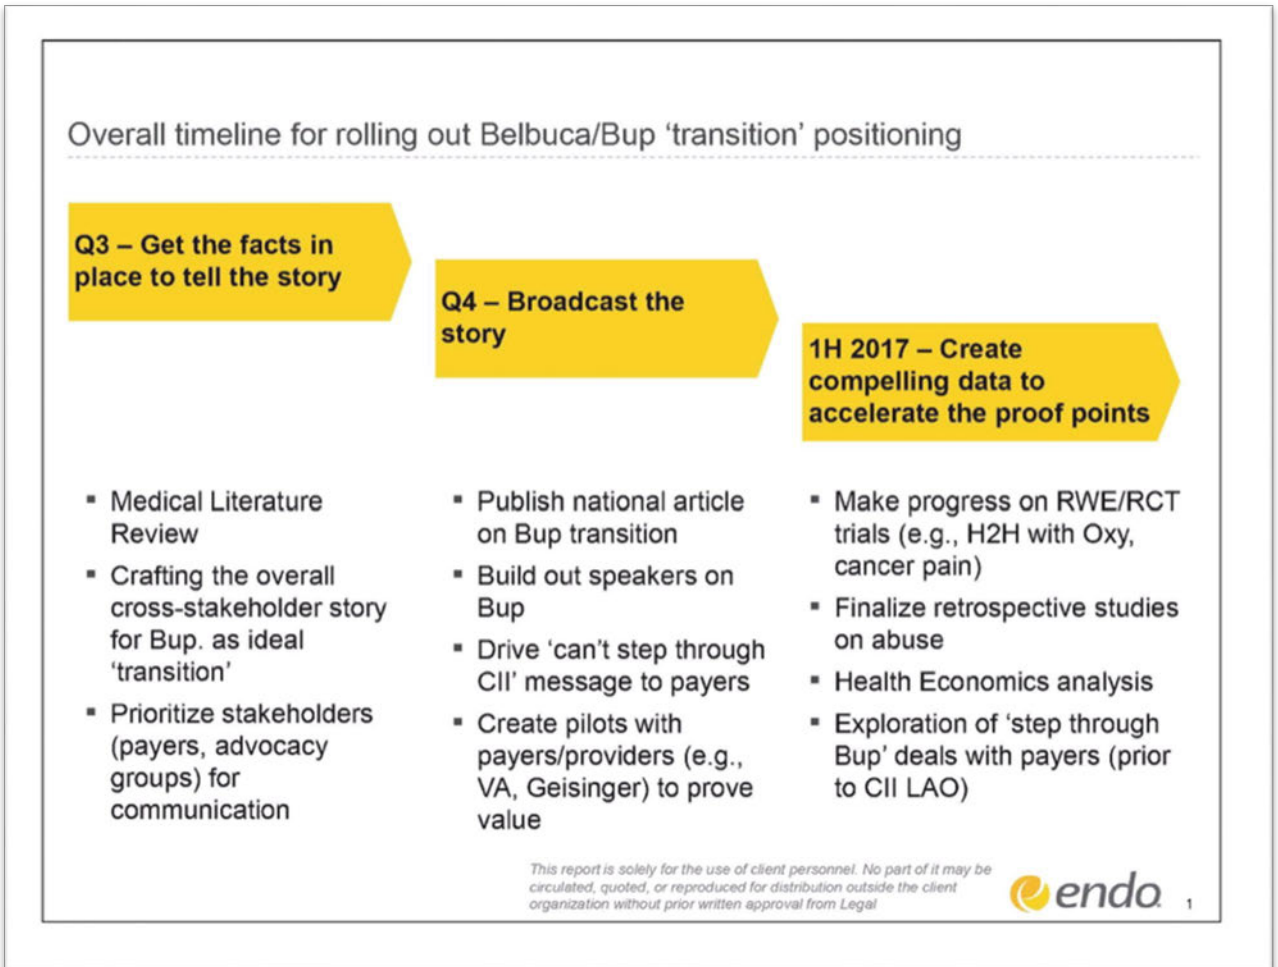 Overall timeline for rolling out Belbuca/Bup ‘transition’ positioning
Q3 – Get the facts in
place to tell the story
Q4 – Broadcast the
story
1H 2017 – Create
compelling data to
accelerate the proof points
▪ Medical Literature
Review
▪ Crafting the overall
cross-stakeholder story
for Bup. as ideal
‘transition’
▪ Prioritize stakeholders
(payers, advocacy
groups) for
communication
▪ Publish national article
on Bup transition
▪ Build out speakers on
Bup
▪ Drive ‘can’t step through
CII’ message to payers
▪ Create pilots with
payers/providers (e.g.,
VA, Geisinger) to prove
value
▪ Make progress on RWE/RCT
trials (e.g., H2H with Oxy,
cancer pain)
▪ Finalize retrospective studies
on abuse
▪ Health Economics analysis
▪ Exploration of ‘step through
Bup’ deals with payers (prior
to CII LAO)
This report is solely for the use of client personnel. No part of it may be
circulated, quoted, or reproduced for distribution outside the client
organization without prior written approval from Legal
endo
1